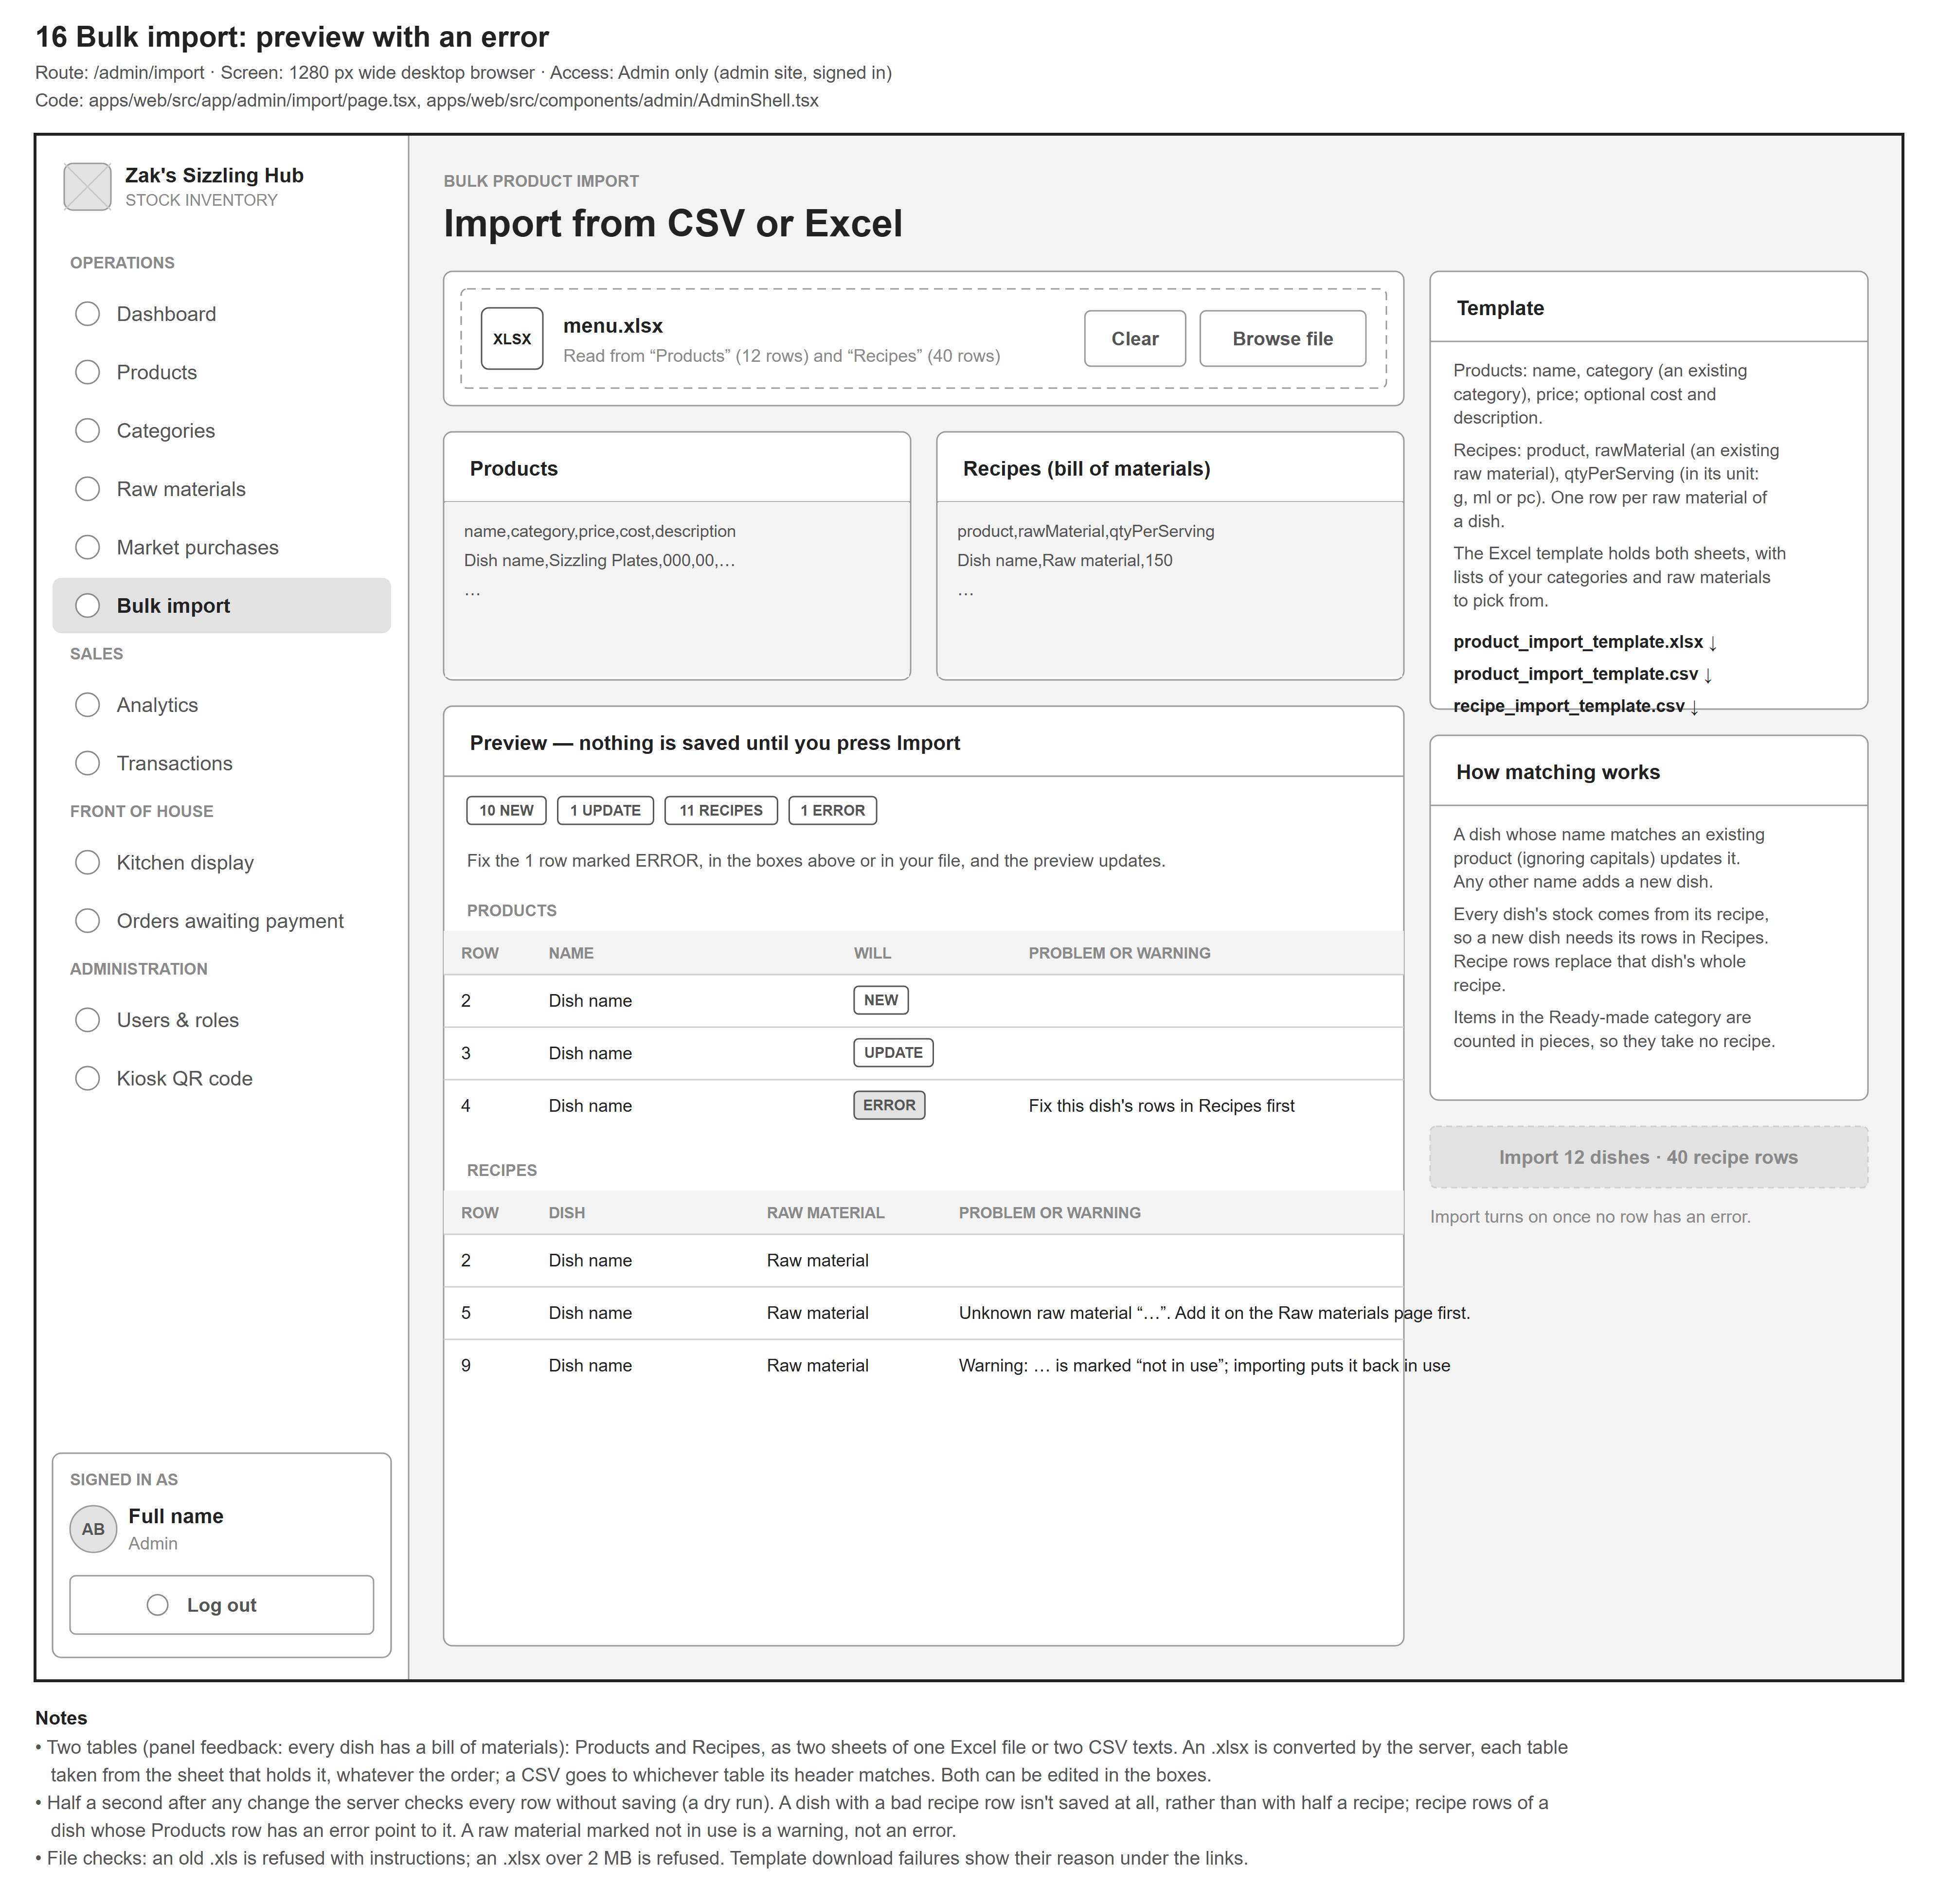 16 Bulk import: preview with an error
Route: /admin/import · Screen: 1280 px wide desktop browser · Access: Admin only (admin site, signed in)
Code: apps/web/src/app/admin/import/page.tsx, apps/web/src/components/admin/AdminShell.tsx
Zak's Sizzling Hub
STOCK INVENTORY
OPERATIONS
Dashboard
Products
Categories
Raw materials
Market purchases
Bulk import
SALES
Analytics
Transactions
FRONT OF HOUSE
Kitchen display
Orders awaiting payment
ADMINISTRATION
Users & roles
Kiosk QR code
SIGNED IN AS
AB
Full name
Admin
Log out
BULK PRODUCT IMPORT
Import from CSV or Excel
XLSX
menu.xlsx
Read from “Products” (12 rows) and “Recipes” (40 rows)
Clear
Browse file
Products
name,category,price,cost,description
Dish name,Sizzling Plates,000,00,…
…
Recipes (bill of materials)
product,rawMaterial,qtyPerServing
Dish name,Raw material,150
…
Preview — nothing is saved until you press Import
10 NEW 1 UPDATE 11 RECIPES 1 ERROR
Fix the 1 row marked ERROR, in the boxes above or in your file, and the preview updates.
PRODUCTS
ROW NAME WILL PROBLEM OR WARNING
2 Dish name NEW
3 Dish name UPDATE
4 Dish name ERROR Fix this dish's rows in Recipes first
RECIPES
ROW DISH RAW MATERIAL PROBLEM OR WARNING
2 Dish name Raw material
5 Dish name Raw material Unknown raw material “…”. Add it on the Raw materials page first.
9 Dish name Raw material Warning: … is marked “not in use”; importing puts it back in use
Template
Products: name, category (an existing
category), price; optional cost and
description.
Recipes: product, rawMaterial (an existing
raw material), qtyPerServing (in its unit:
g, ml or pc). One row per raw material of
a dish.
The Excel template holds both sheets, with
lists of your categories and raw materials
to pick from.
product_import_template.xlsx ↓
product_import_template.csv ↓
recipe_import_template.csv ↓
How matching works
A dish whose name matches an existing
product (ignoring capitals) updates it.
Any other name adds a new dish.
Every dish's stock comes from its recipe,
so a new dish needs its rows in Recipes.
Recipe rows replace that dish's whole
recipe.
Items in the Ready-made category are
counted in pieces, so they take no recipe.
Import 12 dishes · 40 recipe rows
Import turns on once no row has an error.
Notes
• Two tables (panel feedback: every dish has a bill of materials): Products and Recipes, as two sheets of one Excel file or two CSV texts. An .xlsx is converted by the server, each table
taken from the sheet that holds it, whatever the order; a CSV goes to whichever table its header matches. Both can be edited in the boxes.
• Half a second after any change the server checks every row without saving (a dry run). A dish with a bad recipe row isn't saved at all, rather than with half a recipe; recipe rows of a
dish whose Products row has an error point to it. A raw material marked not in use is a warning, not an error.
• File checks: an old .xls is refused with instructions; an .xlsx over 2 MB is refused. Template download failures show their reason under the links.